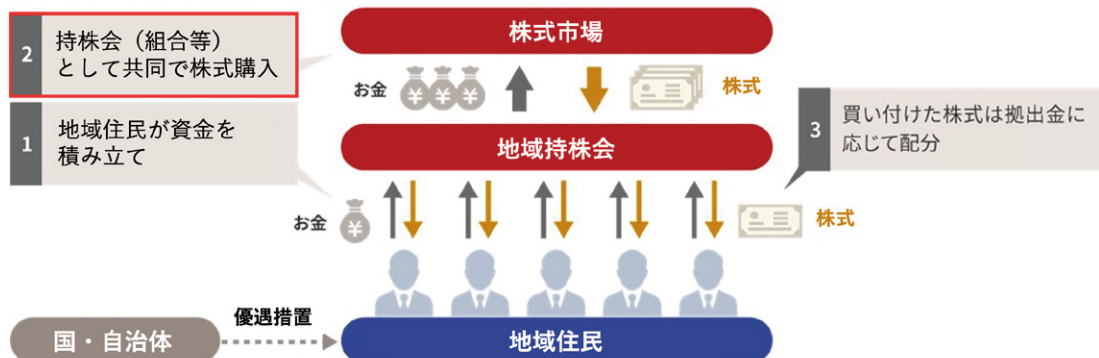 株式市場
2
持株会（組合等）
として共同で株式購入
お金
¥¥¥
株式
1
地域住民が資金を
積み立て
地域持株会
3
買い付けた株式は拠出金に
応じて配分
お金
¥
株式
優遇措置
国・自治体
地域住民